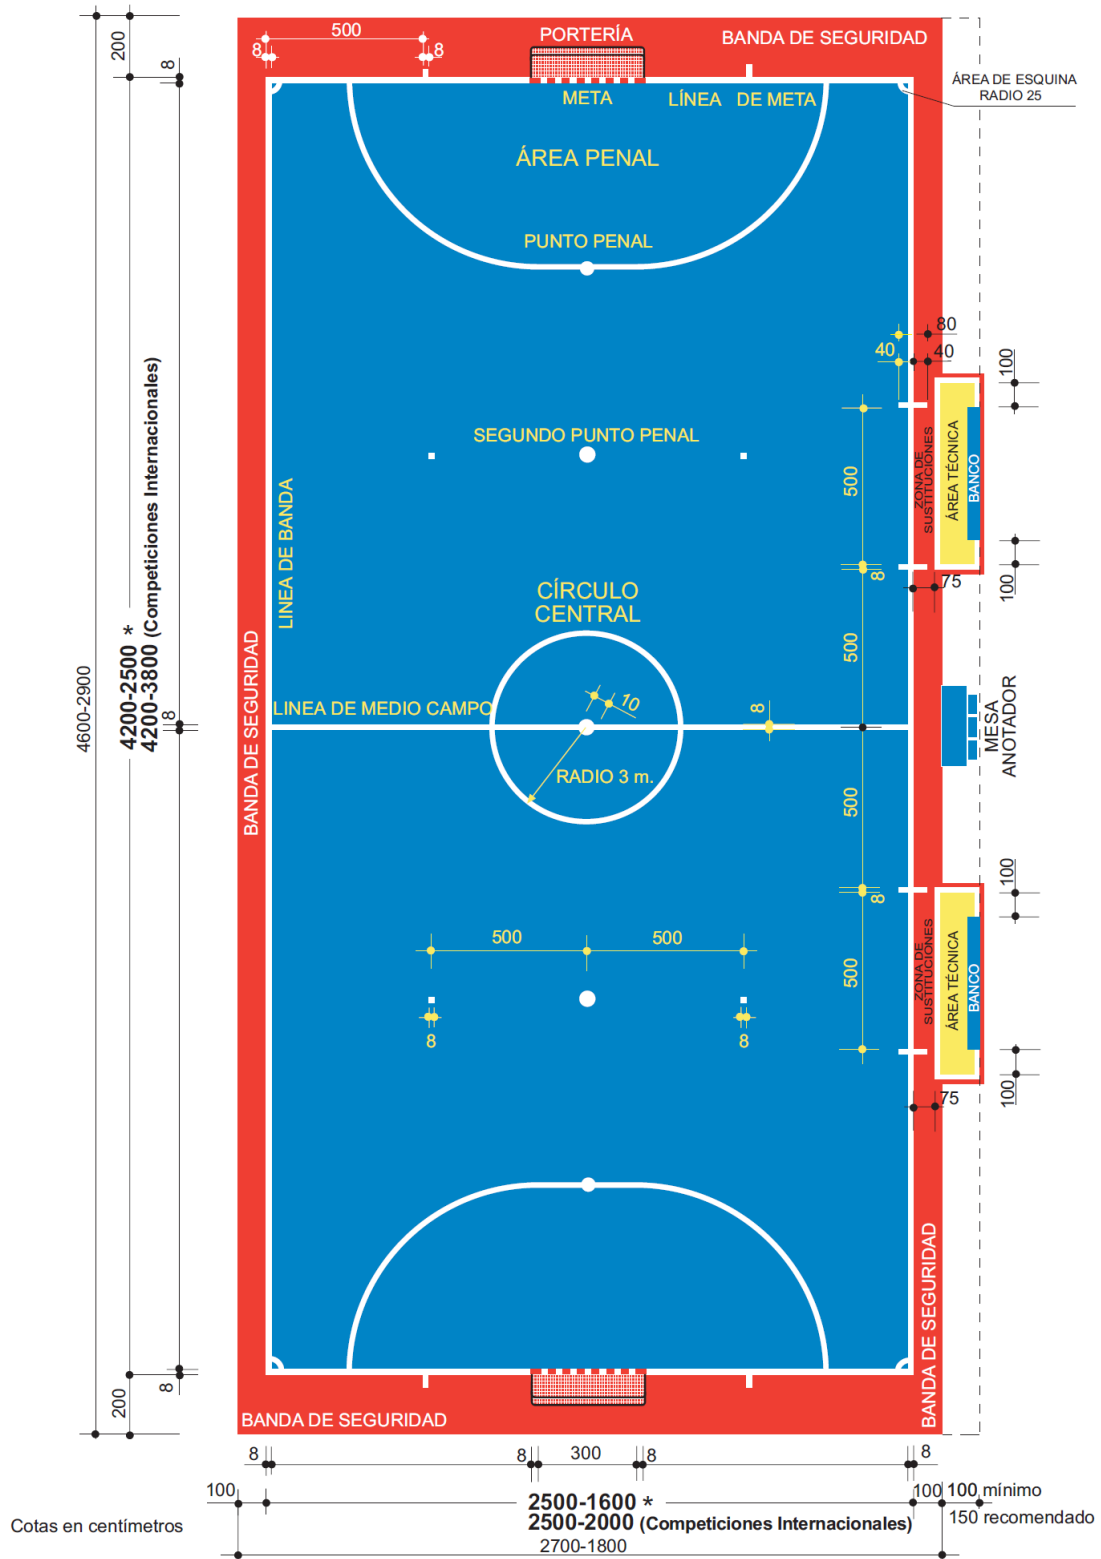 500
PORTERÍA
BANDA DE SEGURIDAD
8
8
200
8
META
LÍNEA DE META
ÁREA DE ESQUINA
RADIO 25
ÁREA PENAL
PUNTO PENAL
80
40
40
100
SEGUNDO PUNTO PENAL
500
ZONA DE
SUSTITUCIONES
ÁREA TÉCNICA
BANCO
LINEA DE BANDA
8
75
100
CÍRCULO
CENTRAL
500
4600-2900
4200-2500 *
4200-3800 (Competiciones Internacionales)
8
BANDA DE SEGURIDAD
LINEA DE MEDIO CAMPO
10
8
MESA
ANOTADOR
RADIO 3 m.
500
100
8
500
500
500
ZONA DE
SUSTITUCIONES
ÁREA TÉCNICA
BANCO
8
8
75
100
BANDA DE SEGURIDAD
8
200
BANDA DE SEGURIDAD
8
8
300
8
8
100
2500-1600 *
100
100 mínimo
2500-2000 (Competiciones Internacionales)
150 recomendado
Cotas en centímetros
2700-1800